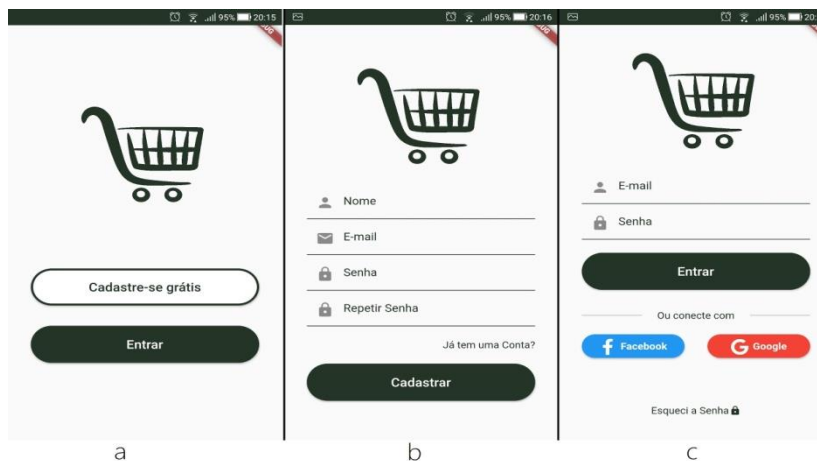 95% 20:15
Cadastre-se grátis
Entrar
a
95% 20:16
Nome
E-mail
Senha
Repetir Senha
Já tem uma Conta?
Cadastrar
b
95% 20:
E-mail
Senha
Entrar
Ou conecte com
f Facebook
G Google
Esqueci a Senha
c